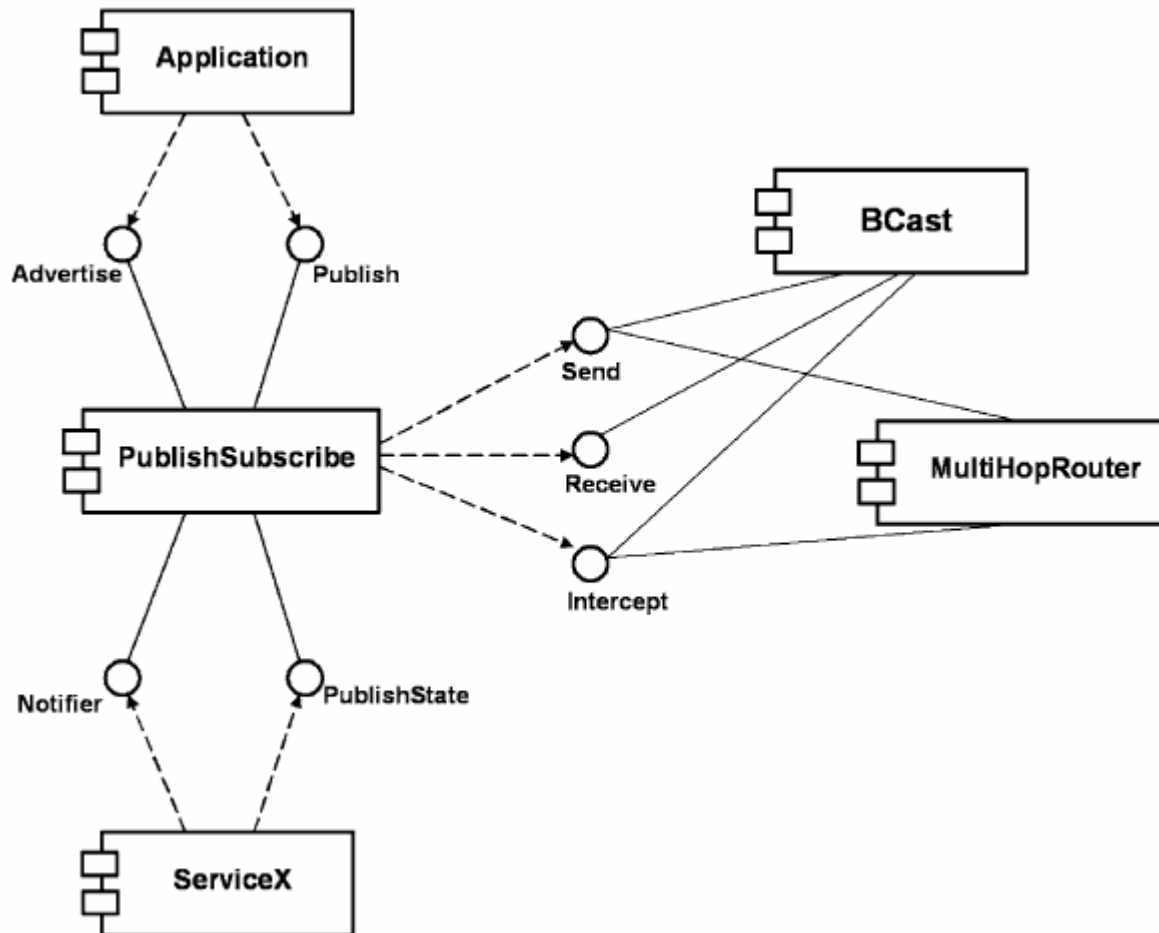 Application
BCast
Advertise
Publish
Send
PublishSubscribe
Receive
MultiHopRouter
Intercept
Notifier
PublishState
ServiceX